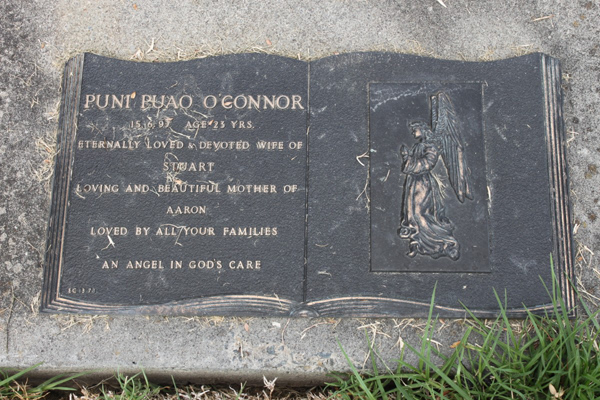 PUNI PUAO O'CONNOR
15.6.97 AGE 23 YRS.
ETERNALLY LOVED & DEVOTED WIFE OF
STUART
LOVING AND BEAUTIFUL MOTHER OF
AARON
LOVED BY ALL YOUR FAMILIES
AN ANGEL IN GOD'S CARE